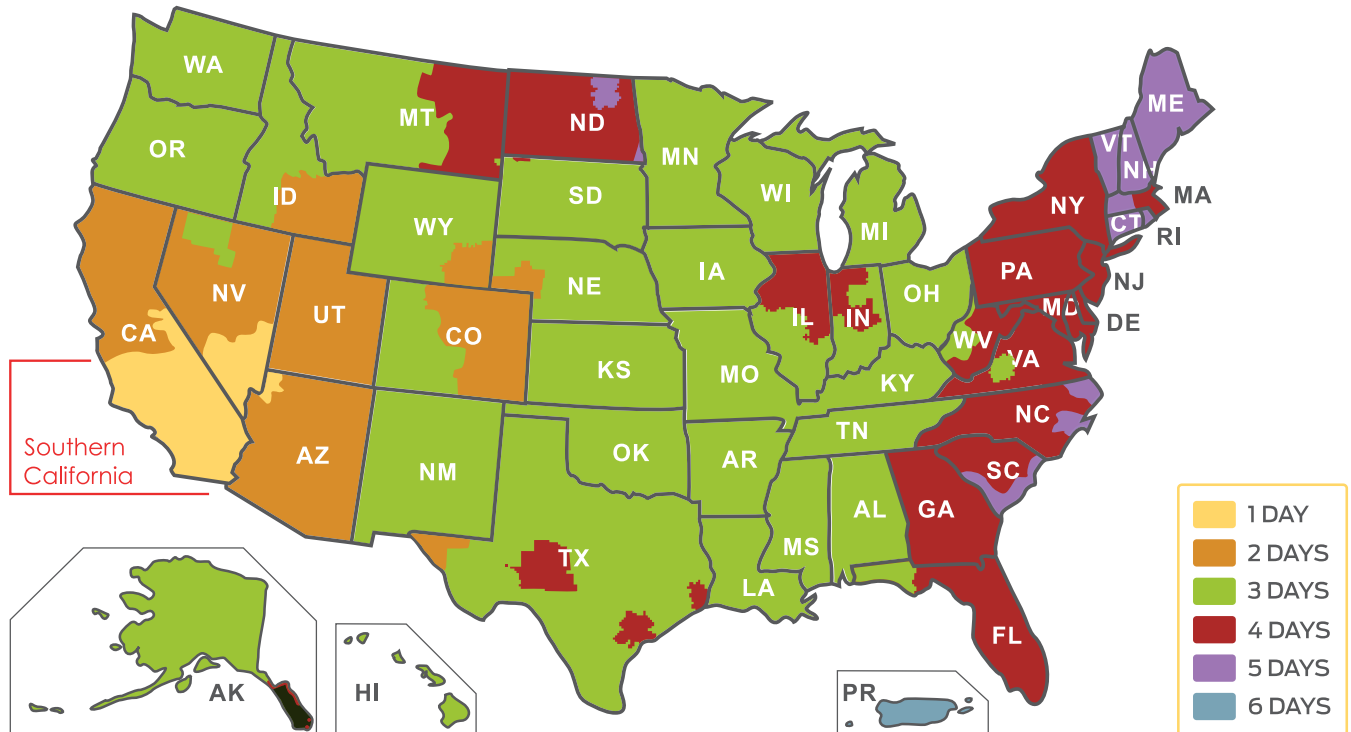 WA
ME
MT
ND
VT
OR
MN
NH
ID
SD
WI
MA
NY
WY
MI
CT
RI
IA
PA
NV
NE
OH
NJ
UT
IL
IN
MD
CA
CO
WV
DE
VA
KS
MO
KY
NC
Southern
California
TN
AZ
NM
OK
AR
SC
AL
GA
MS
TX
LA
FL
AK
HI
PR
1 DAY
2 DAYS
3 DAYS
4 DAYS
5 DAYS
6 DAYS